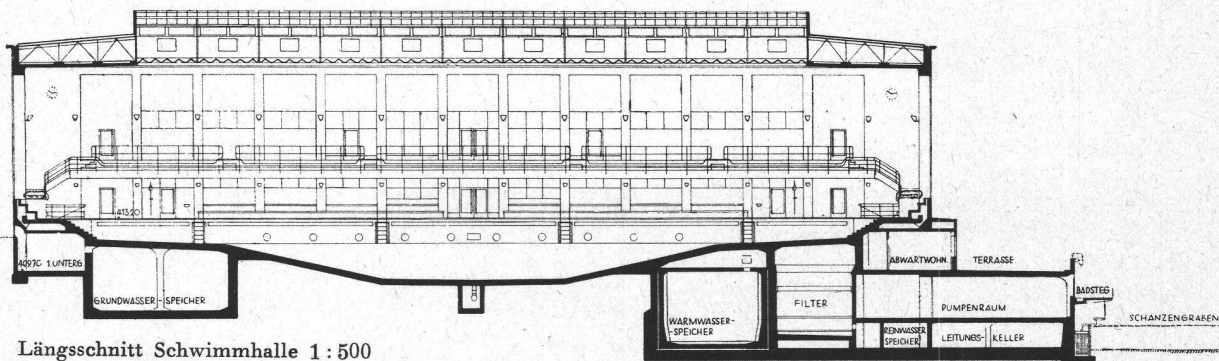 413.20
409.70 1.UNTERG
GRUNDWASSER-SPEICHER
WARMWASSER-
-SPEICHER
FILTER
ABWARTWOHN.
TERRASSE
PUMPENRAUM
BADSTEG
SCHANZENGRABEN
REINWASSER
SPEICHER
LEITUNGS-KELLER
Längsschnitt Schwimmhalle 1:500